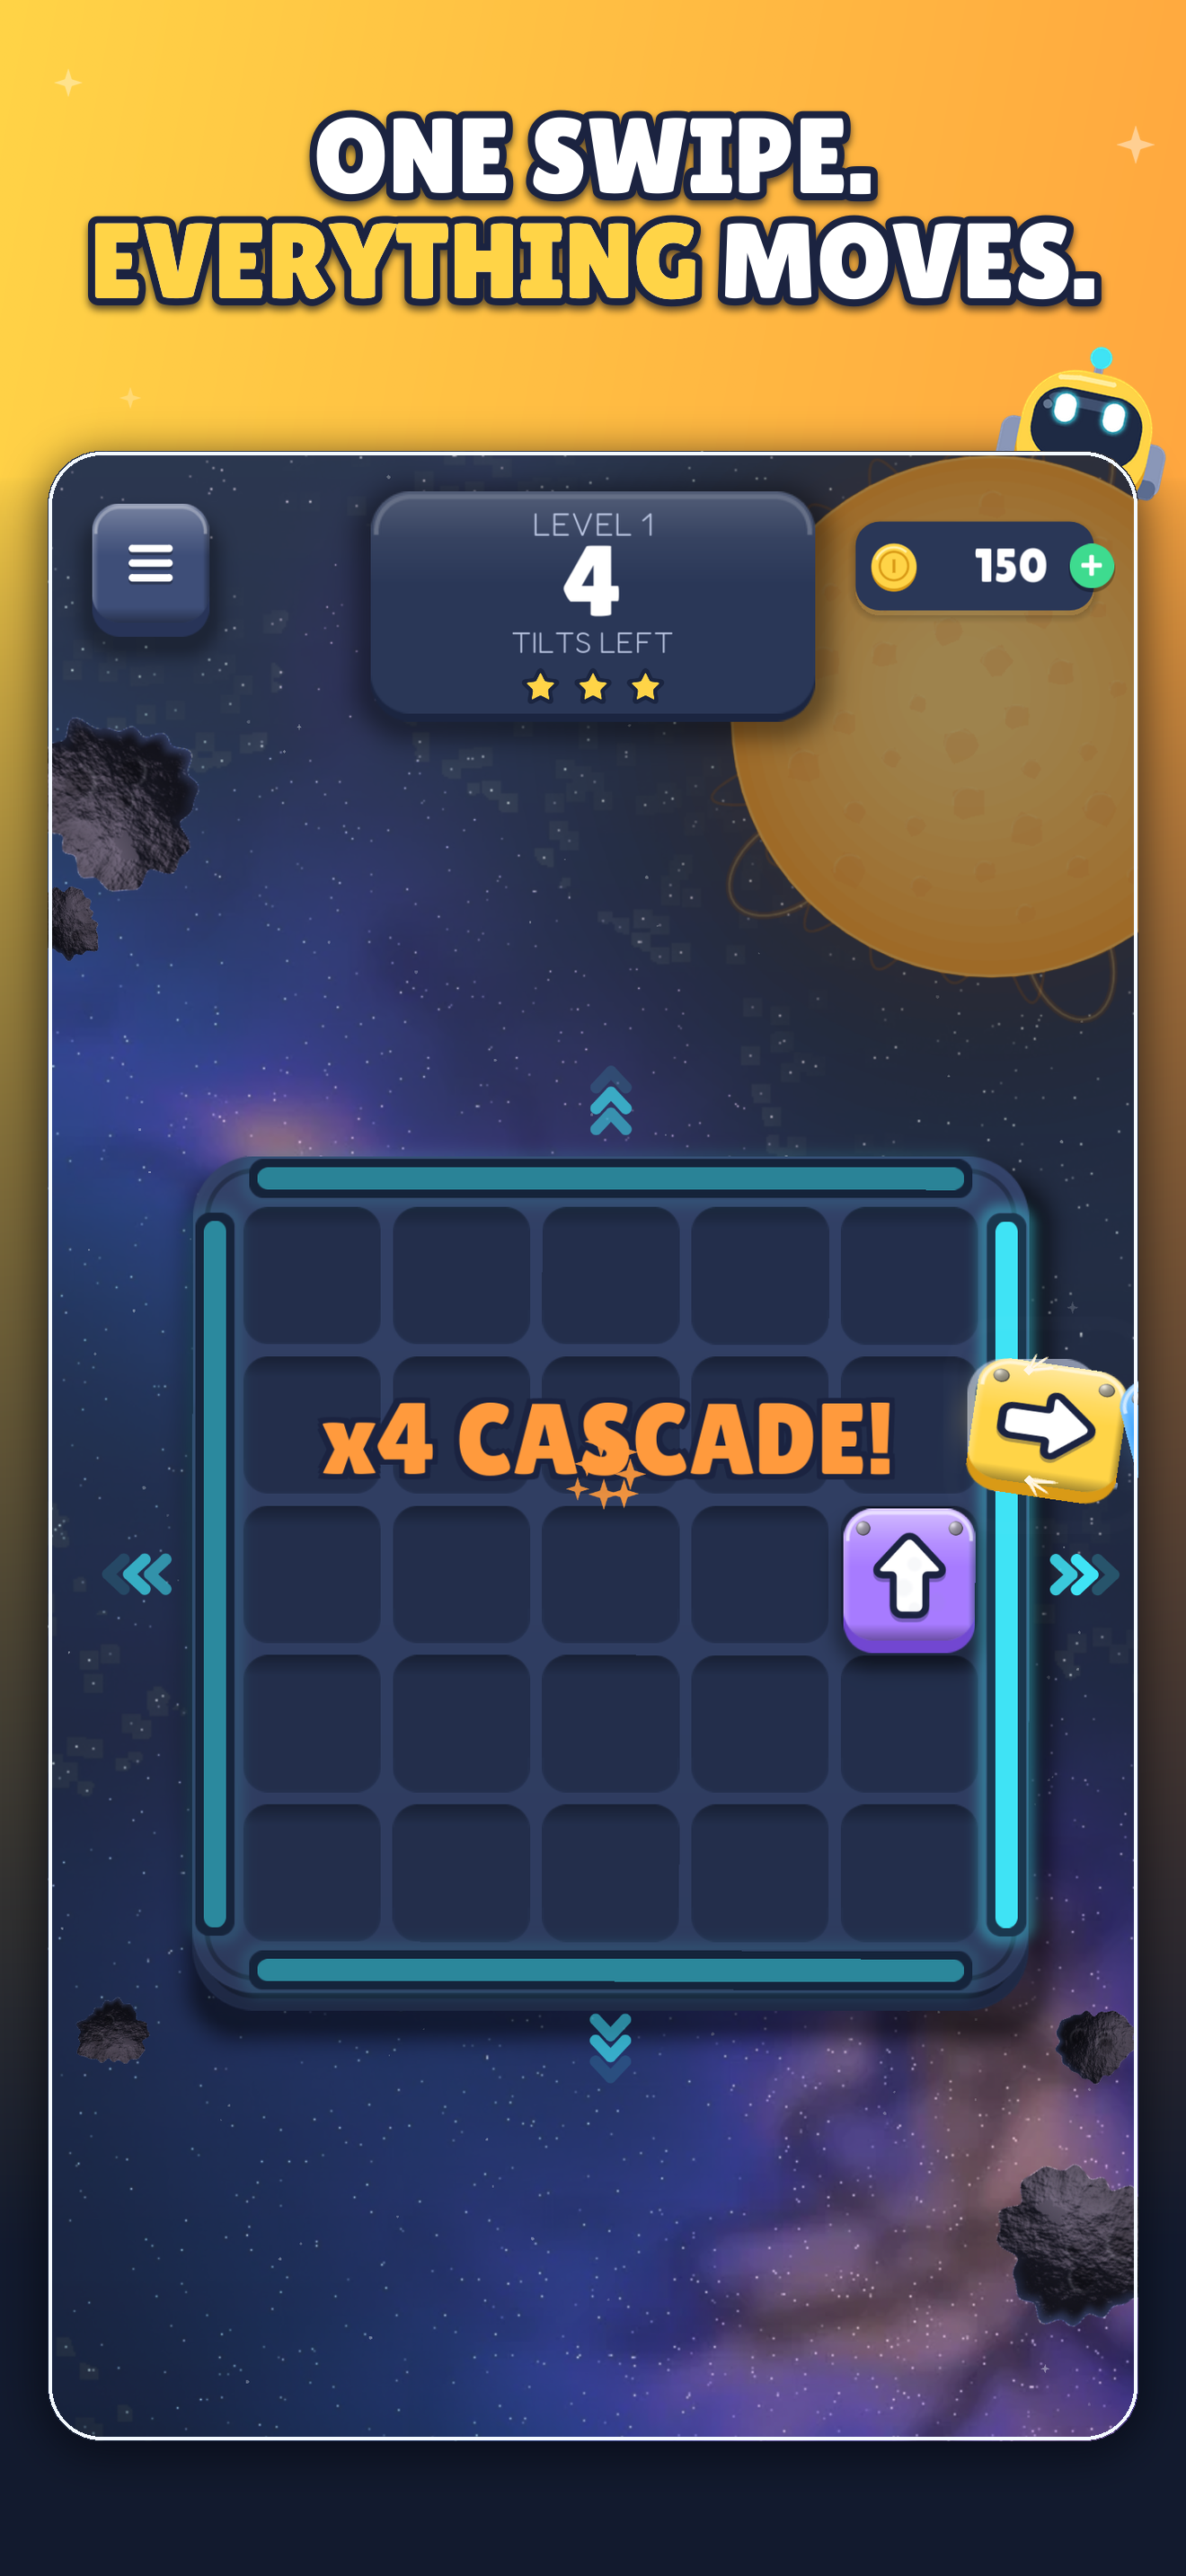 ONE SWIPE.
EVERYTHING MOVES.
LEVEL 1
4
TILTS LEFT
150
x4 CASCADE!